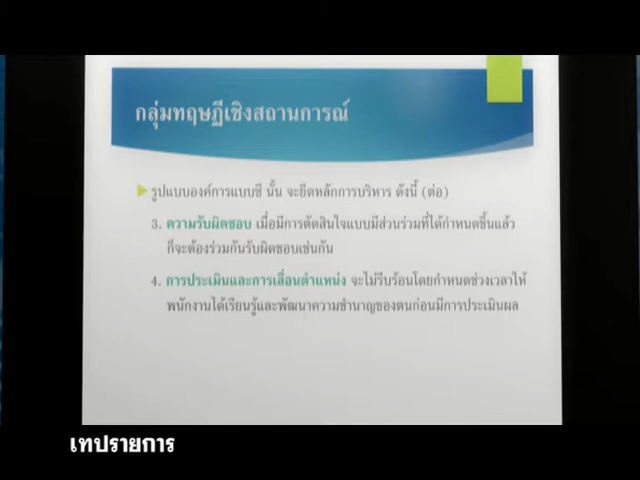 กลุ่มทฤษฎีเชิงสถานการณ์
รูปแบบองค์การแบบซี นั้น จะยึดหลักการบริหาร ดังนี้ (ต่อ)
3. ความรับผิดชอบ เมื่อมีการตัดสินใจแบบมีส่วนร่วมที่ได้กำหนดขึ้นแล้ว
ก็จะต้องร่วมกันรับผิดชอบเช่นกัน
4. การประเมินและการเลื่อนตำแหน่ง จะไม่รีบร้อนโดยกำหนดช่วงเวลาให้
พนักงานได้เรียนรู้และพัฒนาความชำนาญของตนก่อนมีการประเมินผล
เทปรายการ